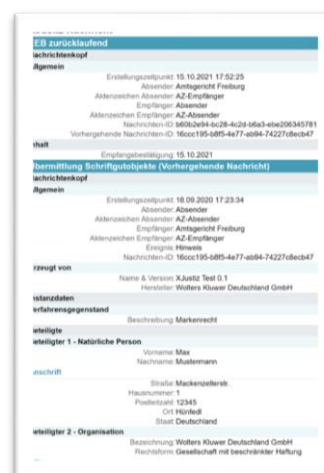 EB zurücklaufend
lachrichtenkopf
llgemein
Erstellungszeitpunkt: 15.10.2021 17:52:25
Absender: Amtsgericht Freiburg
Aktenzeichen Absender: AZ-Empfänger
Empfänger: Absender
Aktenzeichen Empfänger: AZ-Absender
Nachrichten-ID: b60b2e94-bc28-4c2d-b6a3-ebe206345781
Vorhergehende Nachrichten-ID: 16ccc195-b8f5-4e77-ab94-74227c8ecb47
nhalt
Empfangsbestätigung: 15.10.2021
bermittlung Schriftgutobjekte (Vorhergehende Nachricht)
lachrichtenkopf
llgemein
Erstellungszeitpunkt: 18.09.2020 17:23:34
Absender: Absender
Aktenzeichen Absender: AZ-Absender
Empfänger: Amtsgericht Freiburg
Aktenzeichen Empfänger: AZ-Empfänger
Ereignis: Hinweis
Nachrichten-ID: 16ccc195-b8f5-4e77-ab94-74227c8ecb47
rzeugt von
Name & Version: XJustiz Test 0.1
Hersteller: Wolters Kluwer Deutschland GmbH
nstanzdaten
erfahrensgegenstand
Beschreibung: Markenrecht
eteiligte
eteiligter 1 - Natürliche Person
Vorname: Max
Nachname: Mustermann
nschrift
Straße: Mackenzellerstr.
Hausnummer: 1
Postleitzahl: 12345
Ort: Hünfedl
Staat: Deutschland
eteiligter 2 - Organisation
Bezeichnung: Wolters Kluwer Deutschland GmbH
Rechtsform: Gesellschaft mit beschränkter Haftung